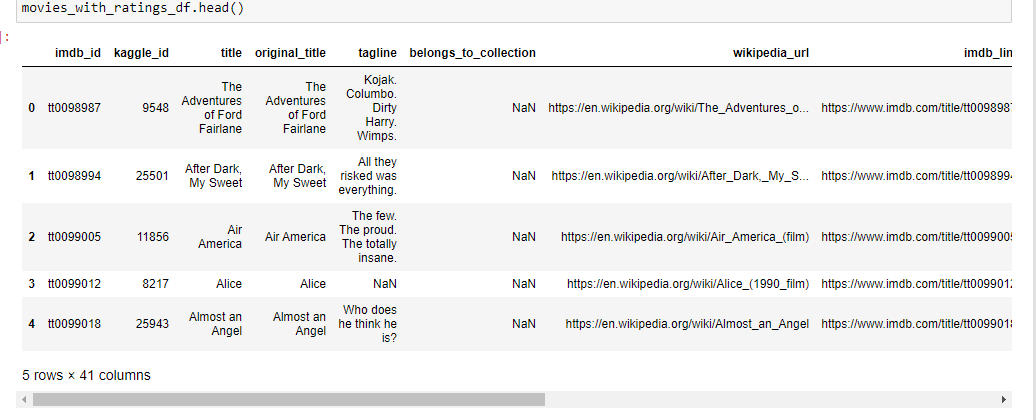 movies_with_ratings_df.head()
]:
imdb_id kaggle_id title original_title tagline belongs_to_collection wikipedia_url imdb_lin
0 tt0098987 9548 The Adventures of Ford Fairlane The Adventures of Ford Fairlane Kojak. Columbo. Dirty Harry. Wimps. NaN https://en.wikipedia.org/wiki/The_Adventures_o... https://www.imdb.com/title/tt0098987
1 tt0098994 25501 After Dark, My Sweet After Dark, My Sweet All they risked was everything. NaN https://en.wikipedia.org/wiki/After_Dark,_My_S... https://www.imdb.com/title/tt0098994
2 tt0099005 11856 Air America Air America The few. The proud. The totally insane. NaN https://en.wikipedia.org/wiki/Air_America_(film) https://www.imdb.com/title/tt0099005
3 tt0099012 8217 Alice Alice NaN NaN https://en.wikipedia.org/wiki/Alice_(1990_film) https://www.imdb.com/title/tt0099012
4 tt0099018 25943 Almost an Angel Almost an Angel Who does he think he is? NaN https://en.wikipedia.org/wiki/Almost_an_Angel https://www.imdb.com/title/tt0099018
5 rows × 41 columns